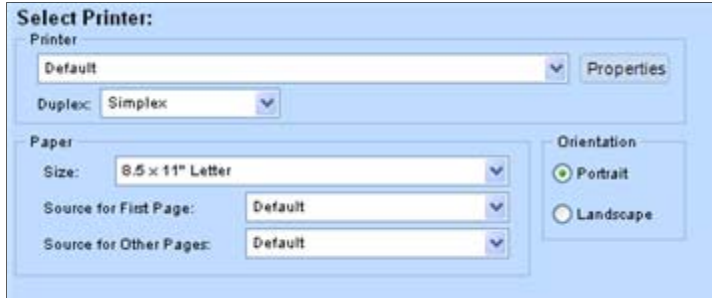 Select Printer:
Printer
Default
Properties
Duplex: Simplex
Paper
Size: 8.5 x 11" Letter
Source for First Page: Default
Source for Other Pages: Default
Orientation
Portrait
Landscape